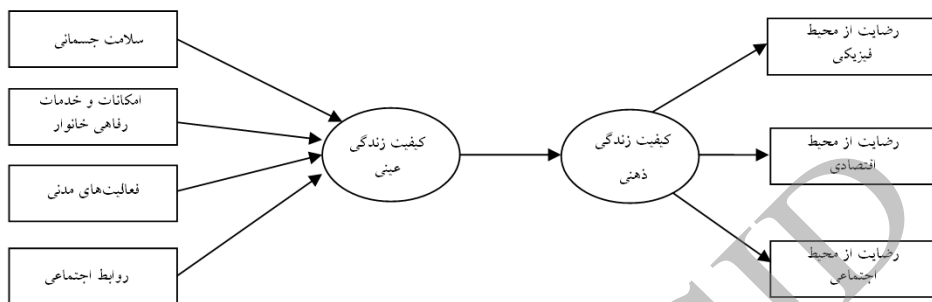 سلامت جسمانی
امکانات و خدمات
رفاهی خانوار
فعالیت‌های مدنی
روابط اجتماعی
کیفیت زندگی
عینی
کیفیت زندگی
ذهنی
رضایت از محیط
فیزیکی
رضایت از محیط
اقتصادی
رضایت از محیط
اجتماعی
SID